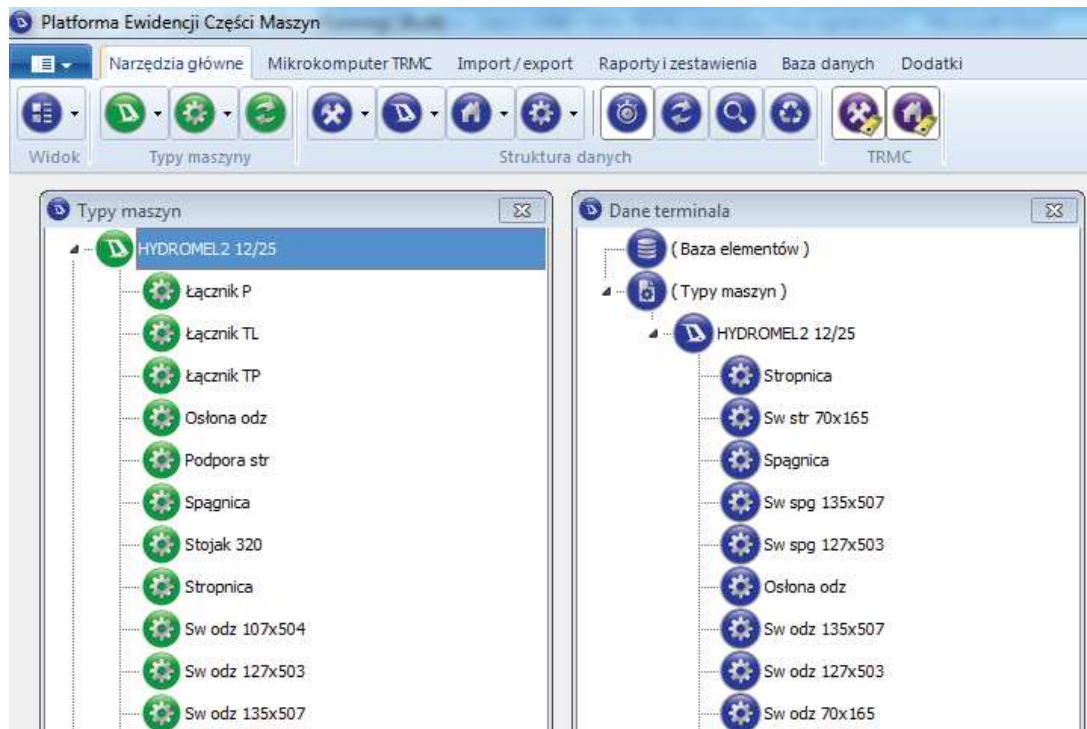 Platforma Ewidencji Części Maszyn
Narzędzia główne Mikrokomputer TRMC Import / export Raporty i zestawienia Baza danych Dodatki
Widok Typy maszyny Struktura danych TRMC
Typy maszyn
HYDROMEL2 12/25
Łącznik P
Łącznik TL
Łącznik TP
Osłona odz
Podpora str
Spągnica
Stojak 320
Stropnica
Sw odz 107x504
Sw odz 127x503
Sw odz 135x507
Dane terminala
( Baza elementów )
( Typy maszyn )
HYDROMEL2 12/25
Stropnica
Sw str 70x165
Spągnica
Sw spg 135x507
Sw spg 127x503
Osłona odz
Sw odz 135x507
Sw odz 127x503
Sw odz 70x165